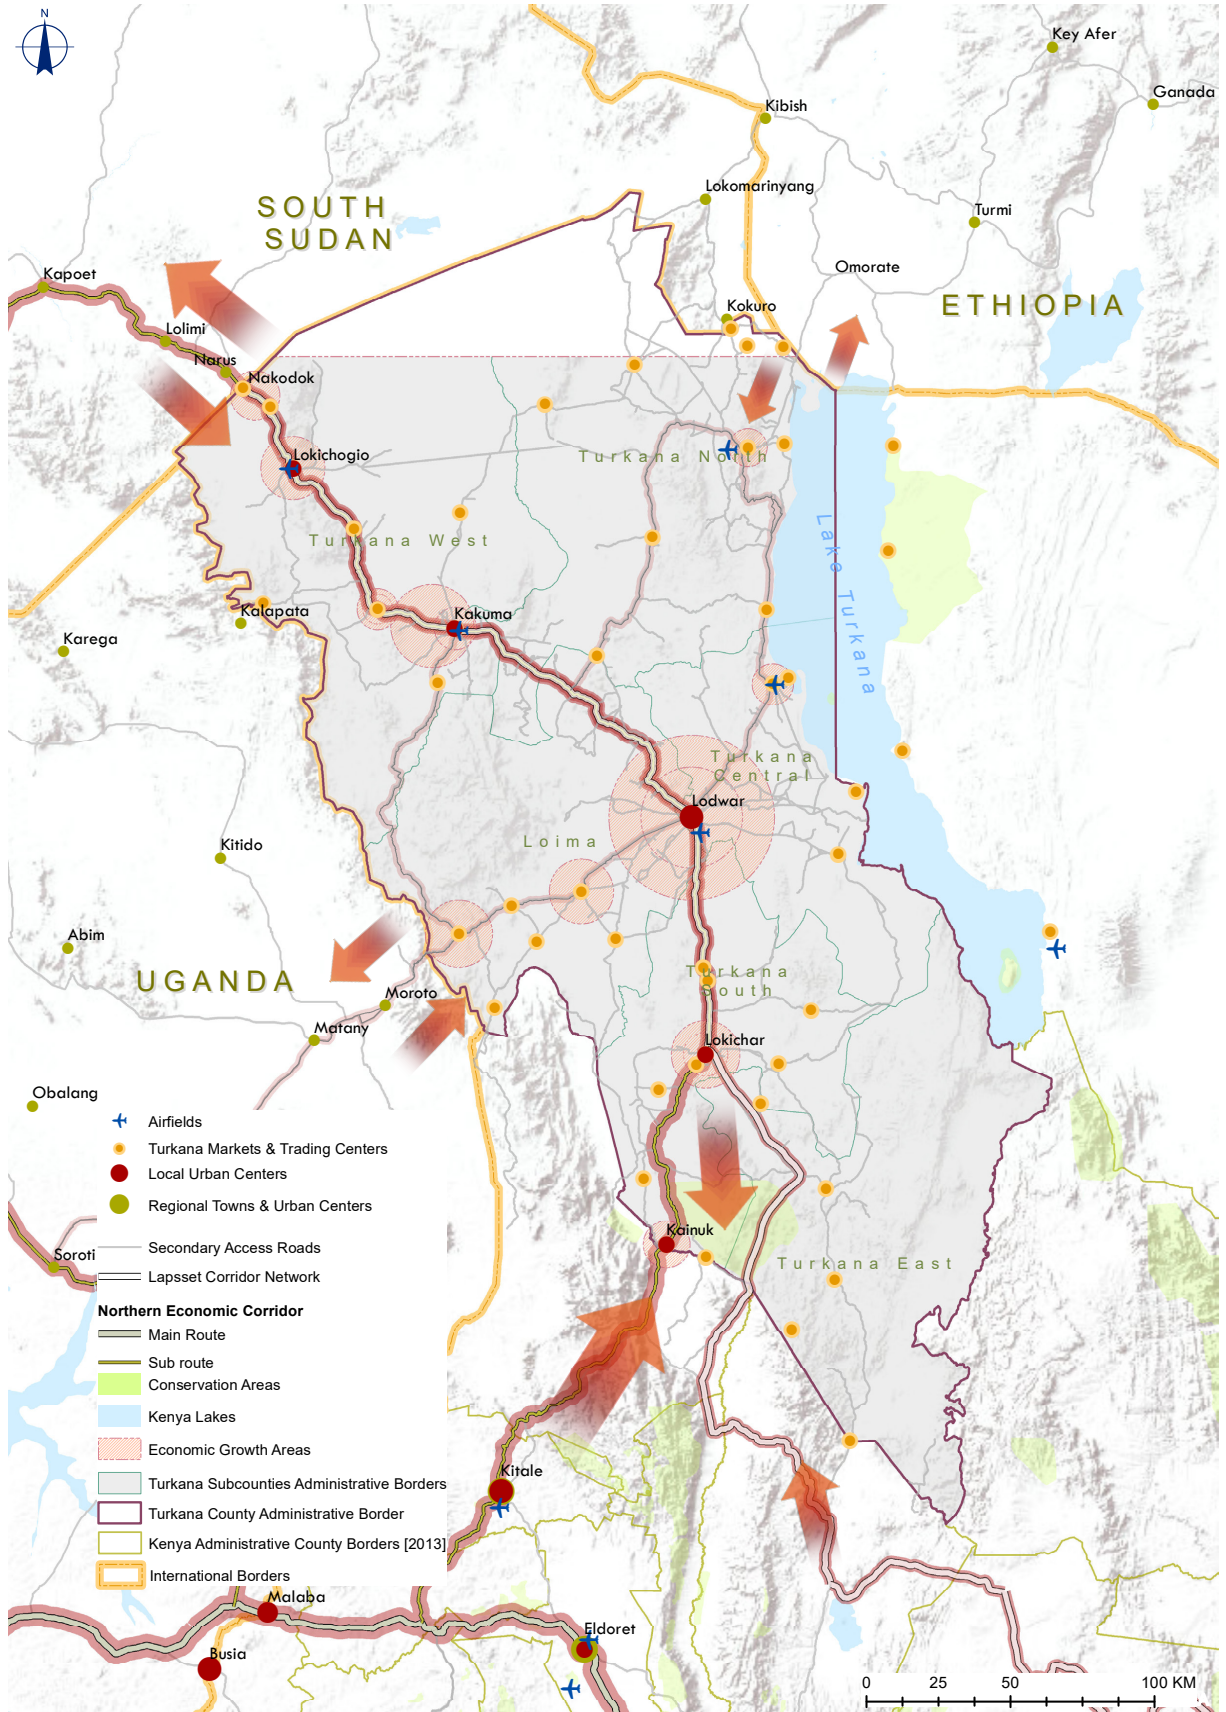 N
Key Afer
Ganada
Kibish
Lokomarinyang
SOUTH
SUDAN
Turmi
Kapoet
Omorate
ETHIOPIA
Kokuro
Lolimi
Narus
Nakodok
Lokichogio
Turkana North
Turkana West
Lake Turkana
Kalapata
Kakuma
Karega
Turkana
Central
Lodwar
Loima
Kitido
Abim
UGANDA
Turkana
South
Moroto
Matany
Lokichar
Obalang
Airfields
Turkana Markets & Trading Centers
Local Urban Centers
Regional Towns & Urban Centers
Kainuk
Soroti
Secondary Access Roads
Turkana East
Lapsset Corridor Network
Northern Economic Corridor
Main Route
Sub route
Conservation Areas
Kenya Lakes
Economic Growth Areas
Kitale
Turkana Subcounties Administrative Borders
Turkana County Administrative Border
Kenya Administrative County Borders [2013]
International Borders
Malaba
Eldoret
Busia
0 25 50 100 KM